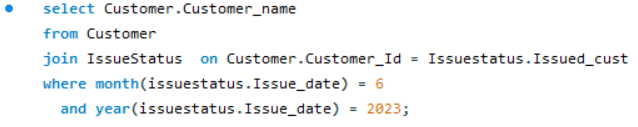 select Customer.Customer_name
from Customer
join IssueStatus on Customer.Customer_Id = Issuestatus.Issued_cust
where month(issuestatus.Issue_date) = 6
and year(issuestatus.Issue_date) = 2023;